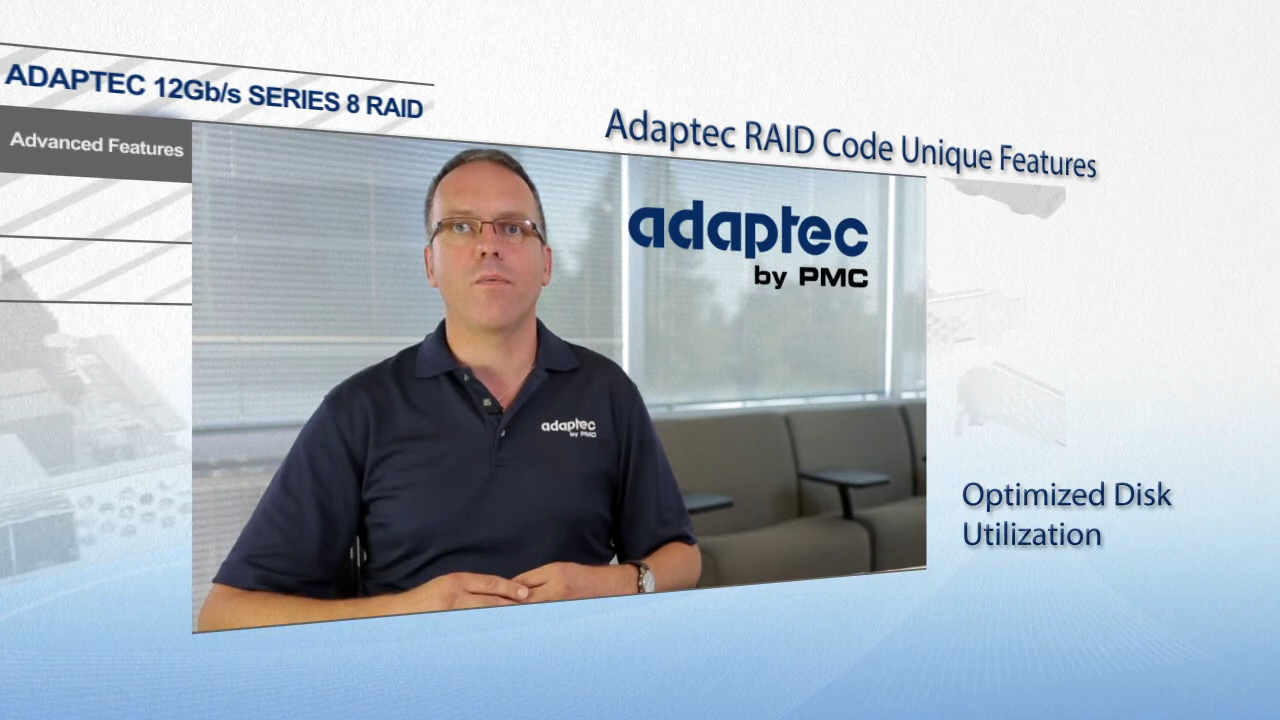 ADAPTEC 12Gb/s SERIES 8 RAID
Advanced Features
Adaptec RAID Code Unique Features
adaptec
by PMC
adaptec
by PMC
Optimized Disk
Utilization